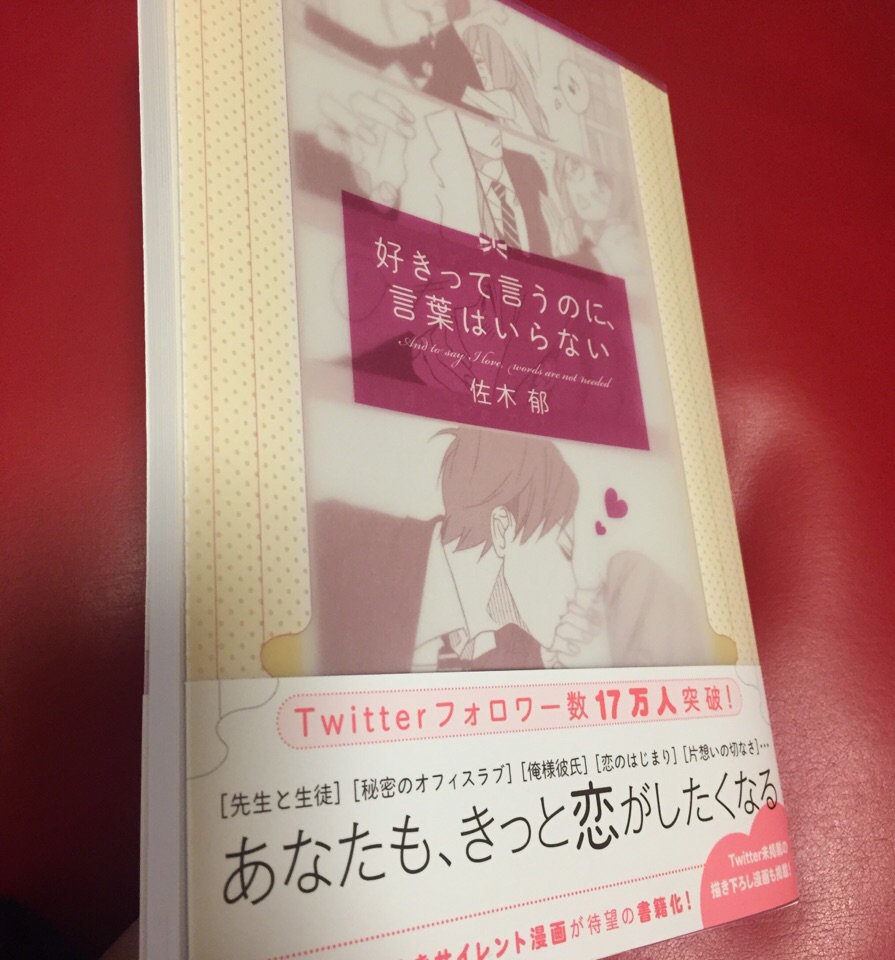 好きって言うのに、
言葉はいらない
And to say I love, words are not needed
佐木 郁
Twitterフォロワー数17万人突破!
[先生と生徒] [秘密のオフィスラブ] [俺様彼氏] [恋のはじまり] [片想いの切なさ]…
あなたも、きっと恋がしたくなる
Twitter未掲載の
描き下ろし漫画も掲載!
サイレント漫画が待望の書籍化!